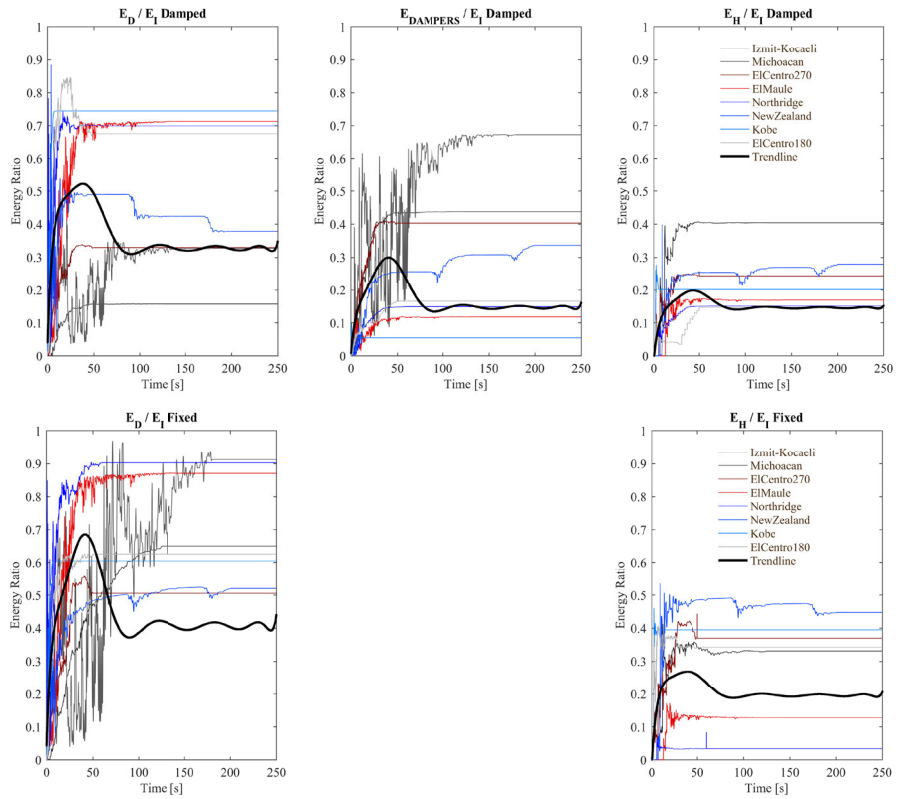 E_D / E_I Damped
E_DAMPERS / E_I Damped
E_H / E_I Damped
Energy Ratio
1
0.9
0.8
0.7
0.6
0.5
0.4
0.3
0.2
0.1
0
0 50 100 150 200 250
Time [s]
Energy Ratio
1
0.9
0.8
0.7
0.6
0.5
0.4
0.3
0.2
0.1
0
0 50 100 150 200 250
Time [s]
Energy Ratio
1
0.9
0.8
0.7
0.6
0.5
0.4
0.3
0.2
0.1
0
Izmit-Kocaeli
Michoacan
ElCentro270
ElMaule
Northridge
NewZealand
Kobe
ElCentro180
Trendline
0 50 100 150 200 250
Time [s]
E_D / E_I Fixed
E_H / E_I Fixed
Energy Ratio
1
0.9
0.8
0.7
0.6
0.5
0.4
0.3
0.2
0.1
0
0 50 100 150 200 250
Time [s]
Energy Ratio
1
0.9
0.8
0.7
0.6
0.5
0.4
0.3
0.2
0.1
0
Izmit-Kocaeli
Michoacan
ElCentro270
ElMaule
Northridge
NewZealand
Kobe
ElCentro180
Trendline
0 50 100 150 200 250
Time [s]